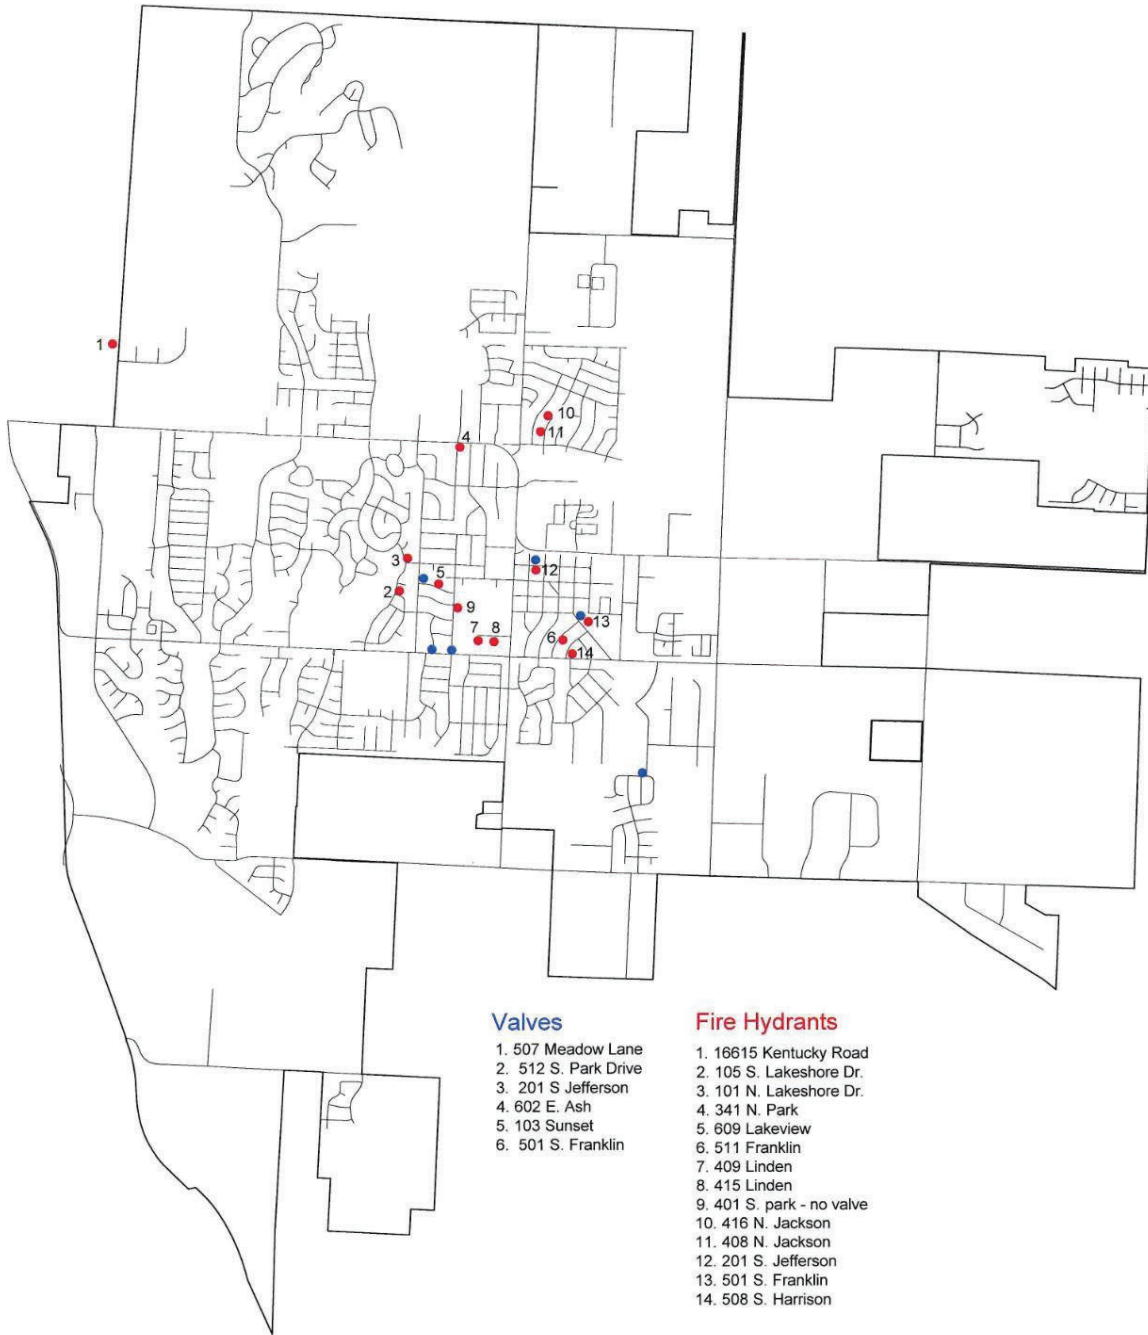 1
10
11
4
3
5
2
12
9
13
7
8
6
14
Valves
1. 507 Meadow Lane
2. 512 S. Park Drive
3. 201 S Jefferson
4. 602 E. Ash
5. 103 Sunset
6. 501 S. Franklin
Fire Hydrants
1. 16615 Kentucky Road
2. 105 S. Lakeshore Dr.
3. 101 N. Lakeshore Dr.
4. 341 N. Park
5. 609 Lakeview
6. 511 Franklin
7. 409 Linden
8. 415 Linden
9. 401 S. park - no valve
10. 416 N. Jackson
11. 408 N. Jackson
12. 201 S. Jefferson
13. 501 S. Franklin
14. 508 S. Harrison